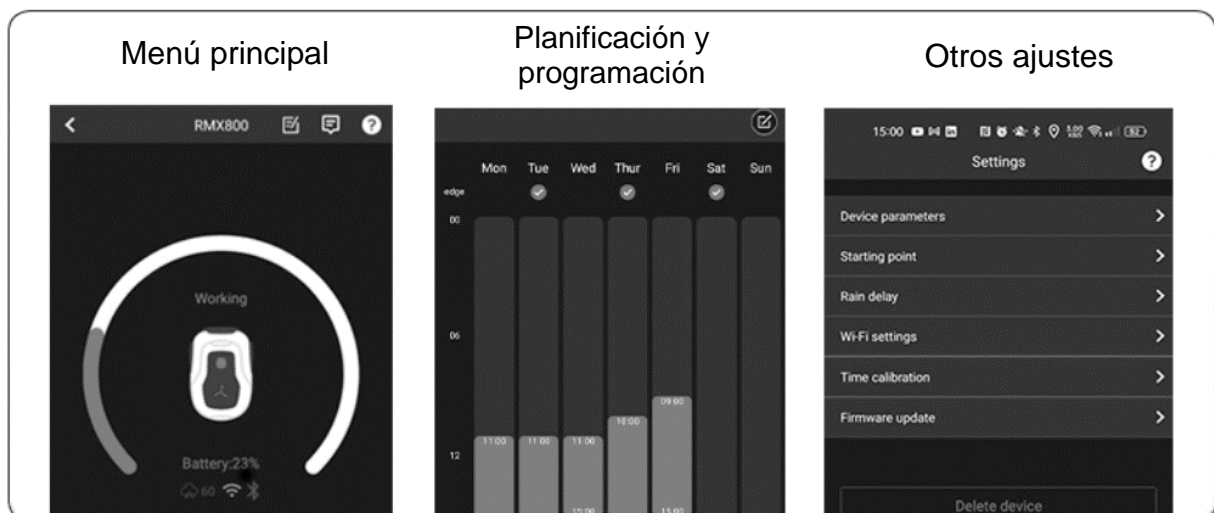 Menú principal
Planificación y
programación
Otros ajustes
RMX800
?
Working
Battery:23%
60
Mon Tue Wed Thur Fri Sat Sun
edge
00
06
12
09:00
10:00
11:00 11:00 11:00
15:00 15:00
15:00
Settings
?
Device parameters
Starting point
Rain delay
Wi-Fi settings
Time calibration
Firmware update
Delete device